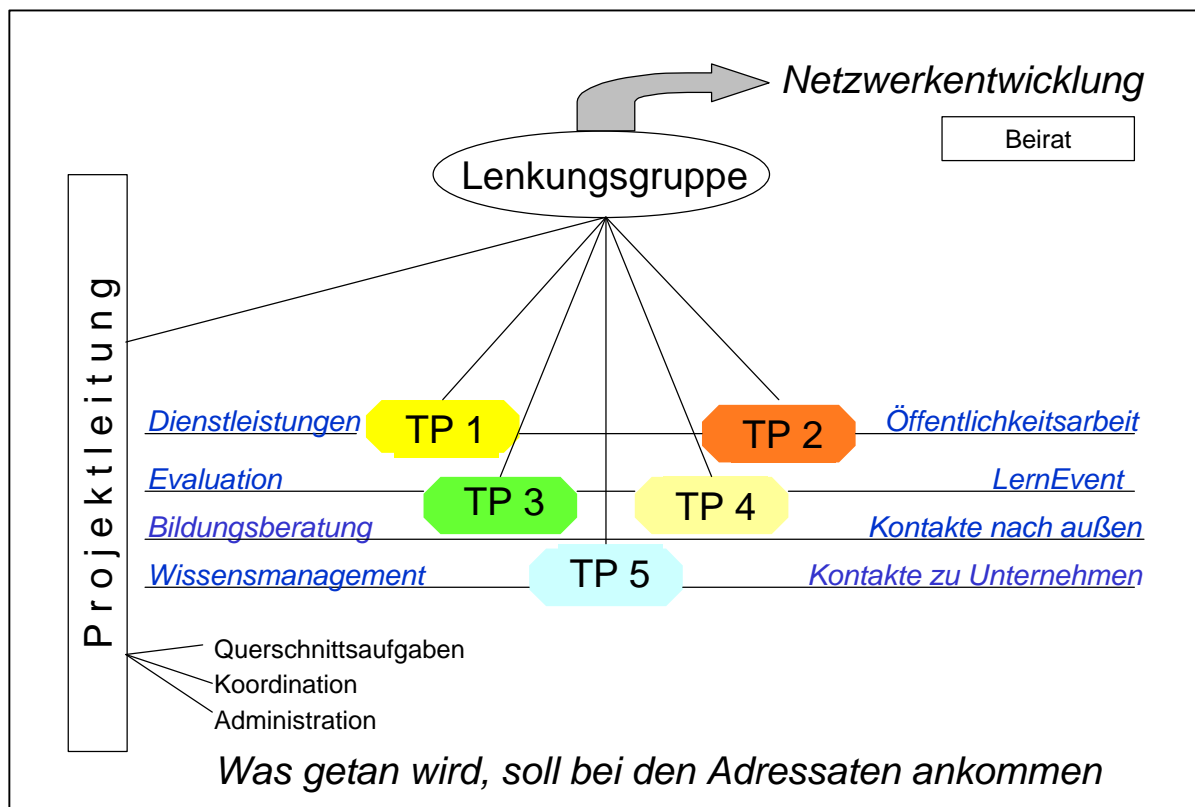 Netzwerkentwicklung
Beirat
Lenkungsgruppe
Projektleitung
Dienstleistungen
TP 1
TP 2
Öffentlichkeitsarbeit
Evaluation
TP 3
TP 4
LernEvent
Bildungsberatung
Kontakte nach außen
Wissensmanagement
TP 5
Kontakte zu Unternehmen
Querschnittsaufgaben
Koordination
Administration
Was getan wird, soll bei den Adressaten ankommen